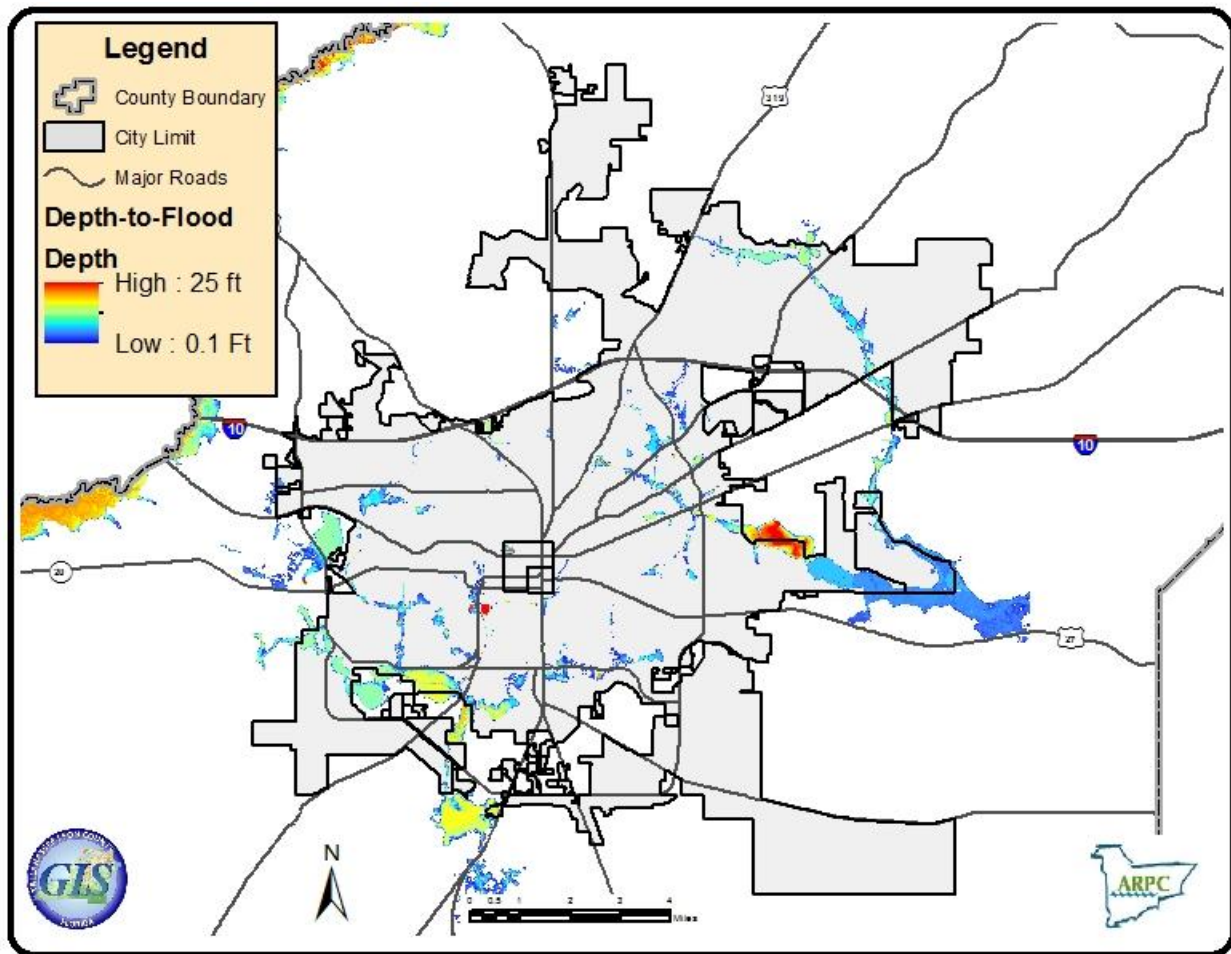 Legend
County Boundary
City Limit
Major Roads
Depth-to-Flood
Depth
High : 25 ft
Low : 0.1 Ft
319
10
10
20
27
N
0 0.5 1 2 3 4
Miles
GIS
FLORIDA
ARPC